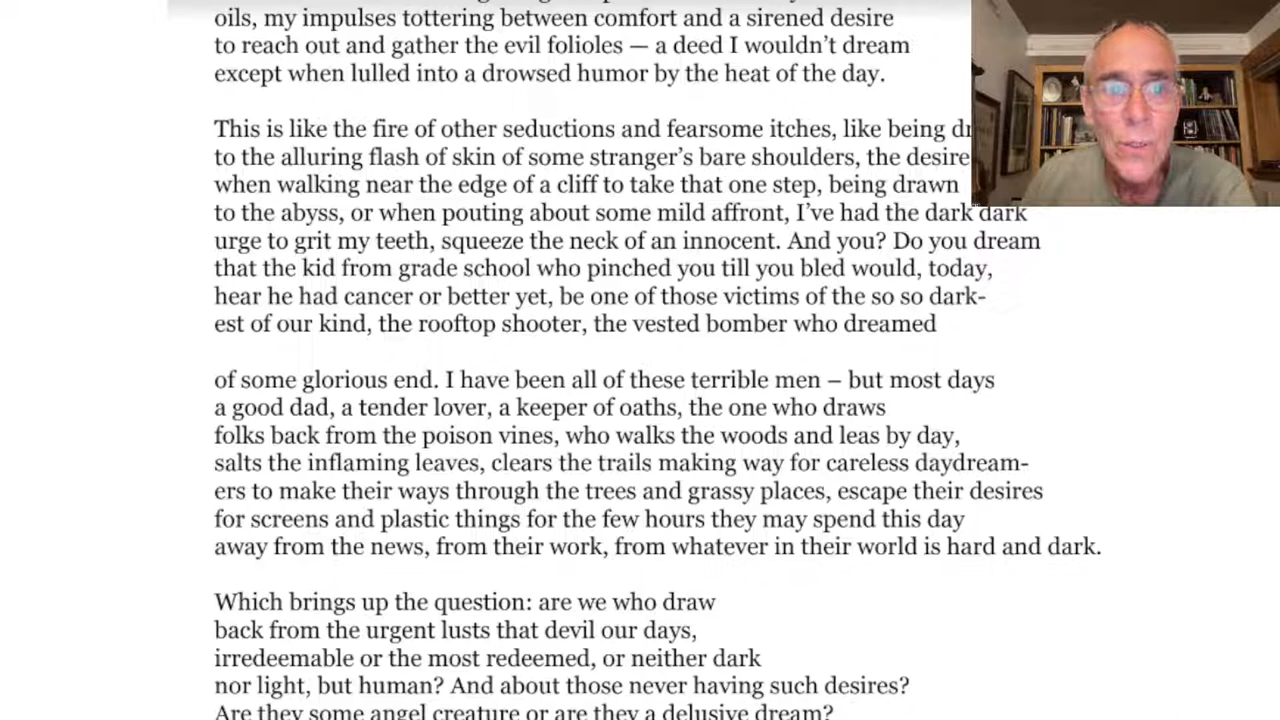 oils, my impulses tottering between comfort and a sirened desire
to reach out and gather the evil folioles — a deed I wouldn’t dream
except when lulled into a drowsed humor by the heat of the day.
This is like the fire of other seductions and fearsome itches, like being
to the alluring flash of skin of some stranger’s bare shoulders, the desire
when walking near the edge of a cliff to take that one step, being drawn
to the abyss, or when pouting about some mild affront, I’ve had the dark dark
urge to grit my teeth, squeeze the neck of an innocent. And you? Do you dream
that the kid from grade school who pinched you till you bled would, today,
hear he had cancer or better yet, be one of those victims of the so so dark-
est of our kind, the rooftop shooter, the vested bomber who dreamed
of some glorious end. I have been all of these terrible men – but most days
a good dad, a tender lover, a keeper of oaths, the one who draws
folks back from the poison vines, who walks the woods and leas by day,
salts the inflaming leaves, clears the trails making way for careless daydream-
ers to make their ways through the trees and grassy places, escape their desires
for screens and plastic things for the few hours they may spend this day
away from the news, from their work, from whatever in their world is hard and dark.
Which brings up the question: are we who draw
back from the urgent lusts that devil our days,
irredeemable or the most redeemed, or neither dark
nor light, but human? And about those never having such desires?
Are they some angel creature or are they a delusive dream?